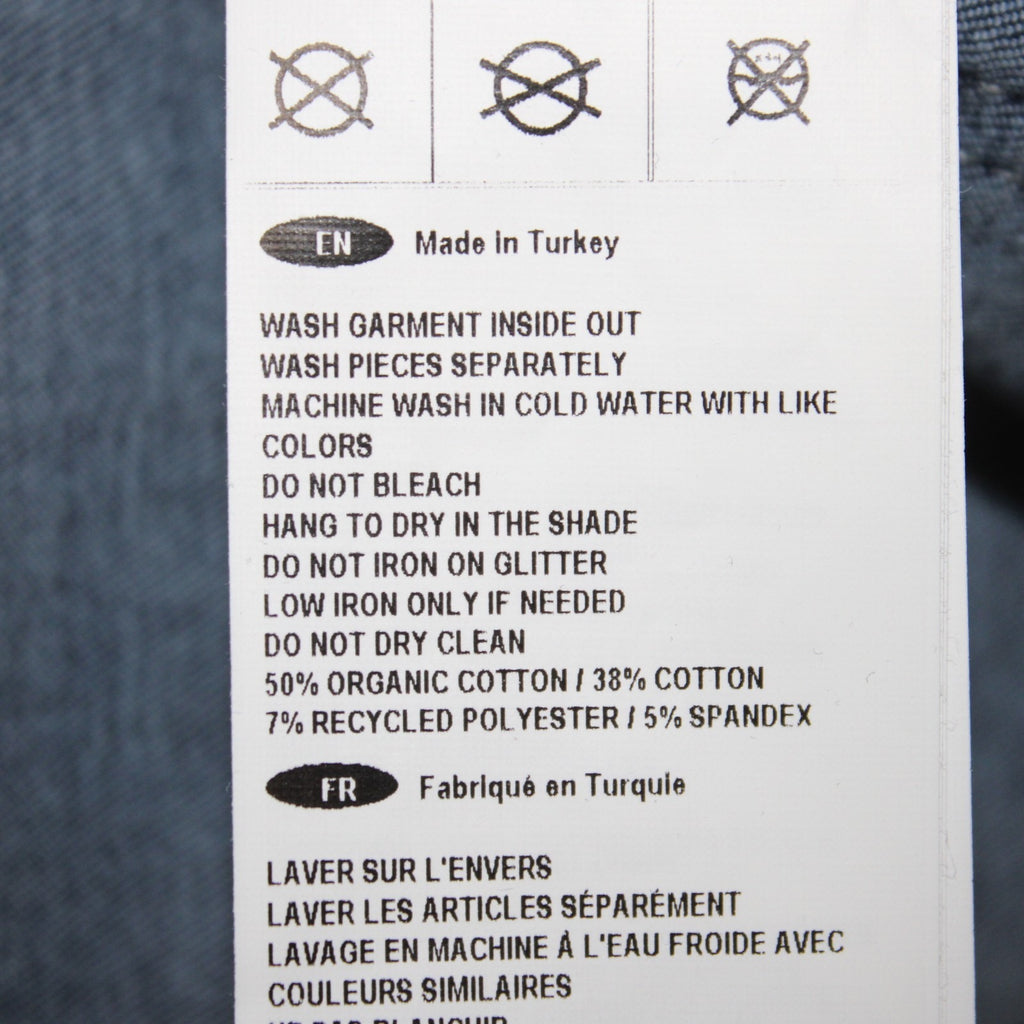 EN Made in Turkey
WASH GARMENT INSIDE OUT
WASH PIECES SEPARATELY
MACHINE WASH IN COLD WATER WITH LIKE
COLORS
DO NOT BLEACH
HANG TO DRY IN THE SHADE
DO NOT IRON ON GLITTER
LOW IRON ONLY IF NEEDED
DO NOT DRY CLEAN
50% ORGANIC COTTON / 38% COTTON
7% RECYCLED POLYESTER / 5% SPANDEX
FR Fabriqué en Turquie
LAVER SUR L'ENVERS
LAVER LES ARTICLES SÉPARÉMENT
LAVAGE EN MACHINE À L'EAU FROIDE AVEC
COULEURS SIMILAIRES